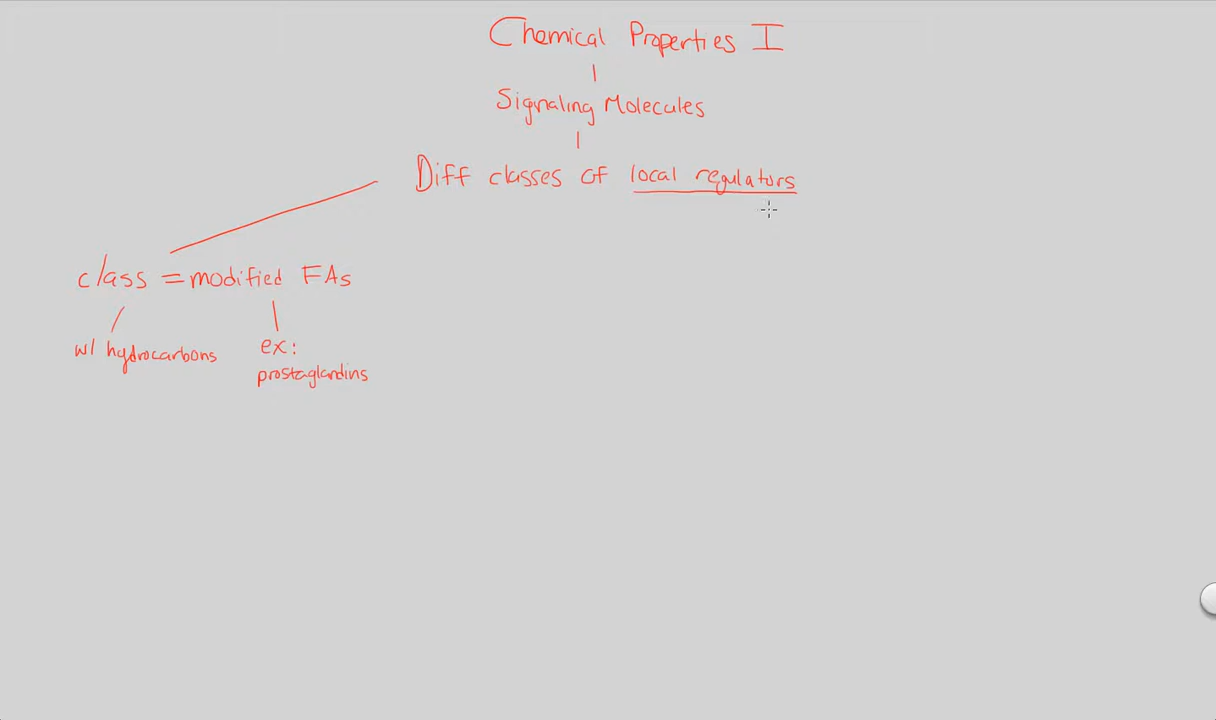 Chemical Properties I
Signaling Molecules
Diff classes of local regulators
class = modified FAs
w/ hydrocarbons
ex:
prostaglandins